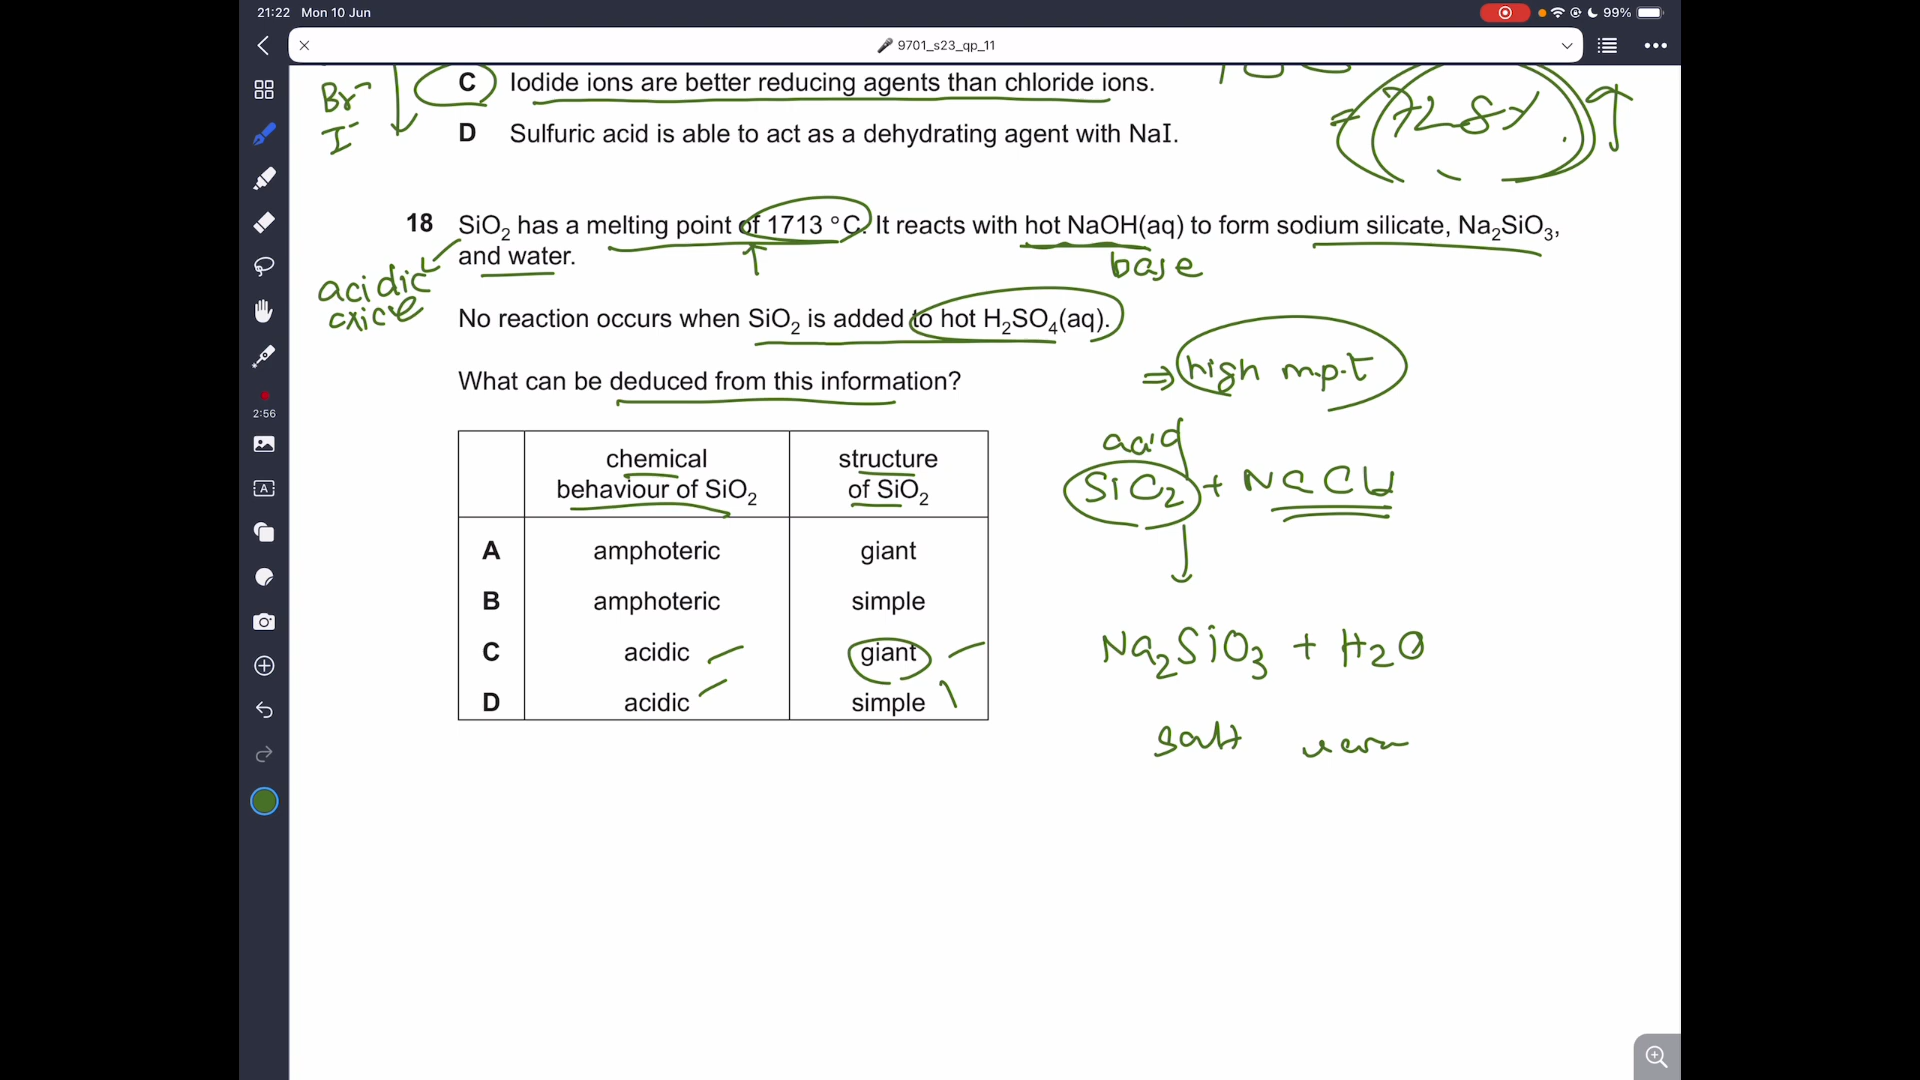 21:22 Mon 10 Jun
99%
9701_s23_qp_11
Br⁻
I⁻
C Iodide ions are better reducing agents than chloride ions.
D Sulfuric acid is able to act as a dehydrating agent with NaI.
18 SiO₂ has a melting point of 1713 °C. It reacts with hot NaOH(aq) to form sodium silicate, Na₂SiO₃,
and water.
base
acidic
No reaction occurs when SiO₂ is added to hot H₂SO₄(aq).
⇒ high m.p.t
What can be deduced from this information?
2:56
acid
chemical behaviour of SiO₂
structure of SiO₂
SiO₂ + NaOH
A amphoteric giant
B amphoteric simple
C acidic giant
D acidic simple
Na₂SiO₃ + H₂O
salt